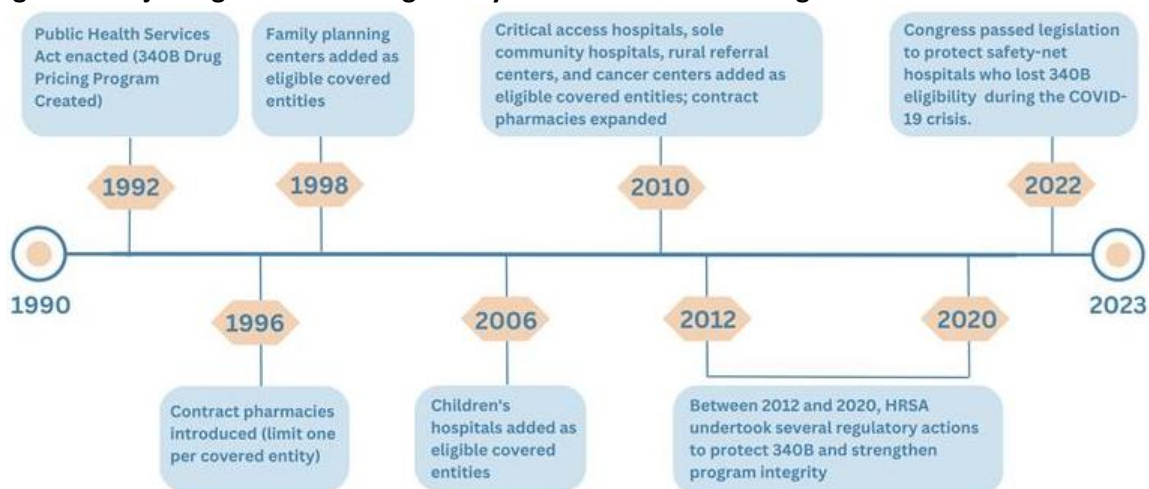 Public Health Services
Act enacted (340B Drug
Pricing Program
Created)
Family planning
centers added as
eligible covered
entities
Critical access hospitals, sole
community hospitals, rural referral
centers, and cancer centers added as
eligible covered entities; contract
pharmacies expanded
Congress passed legislation
to protect safety-net
hospitals who lost 340B
eligibility during the COVID-
19 crisis.
1992
1998
2010
2022
1990
2023
1996
2006
2012
2020
Contract pharmacies
introduced (limit one
per covered entity)
Children's
hospitals added as
eligible covered
entities
Between 2012 and 2020, HRSA
undertook several regulatory actions
to protect 340B and strengthen
program integrity